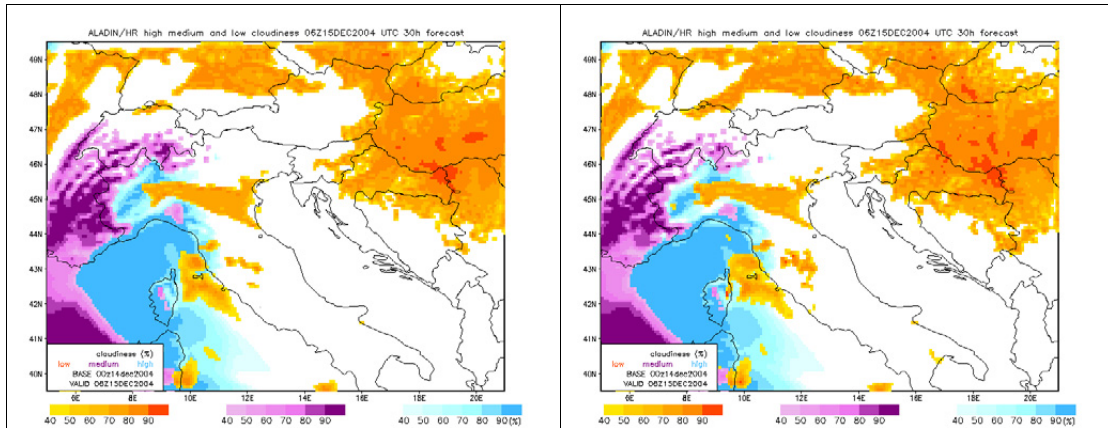 ALADIN/HR high medium and low cloudiness 06Z15DEC2004 UTC 30h forecast
49N
48N
47N
46N
45N
44N
43N
42N
41N
40N
cloudiness (%)
low medium high
BASE 00z14dec2004
VALID 06Z15DEC2004
6E 8E 10E 12E 14E 16E 18E 20E
40 50 60 70 80 90 40 50 60 70 80 90 40 50 60 70 80 90(%)
ALADIN/HR high medium and low cloudiness 06Z15DEC2004 UTC 30h forecast
49N
48N
47N
46N
45N
44N
43N
42N
41N
40N
cloudiness (%)
low medium high
BASE 00z14dec2004
VALID 06Z15DEC2004
6E 8E 10E 12E 14E 16E 18E 20E
40 50 60 70 80 90 40 50 60 70 80 90 40 50 60 70 80 90(%)